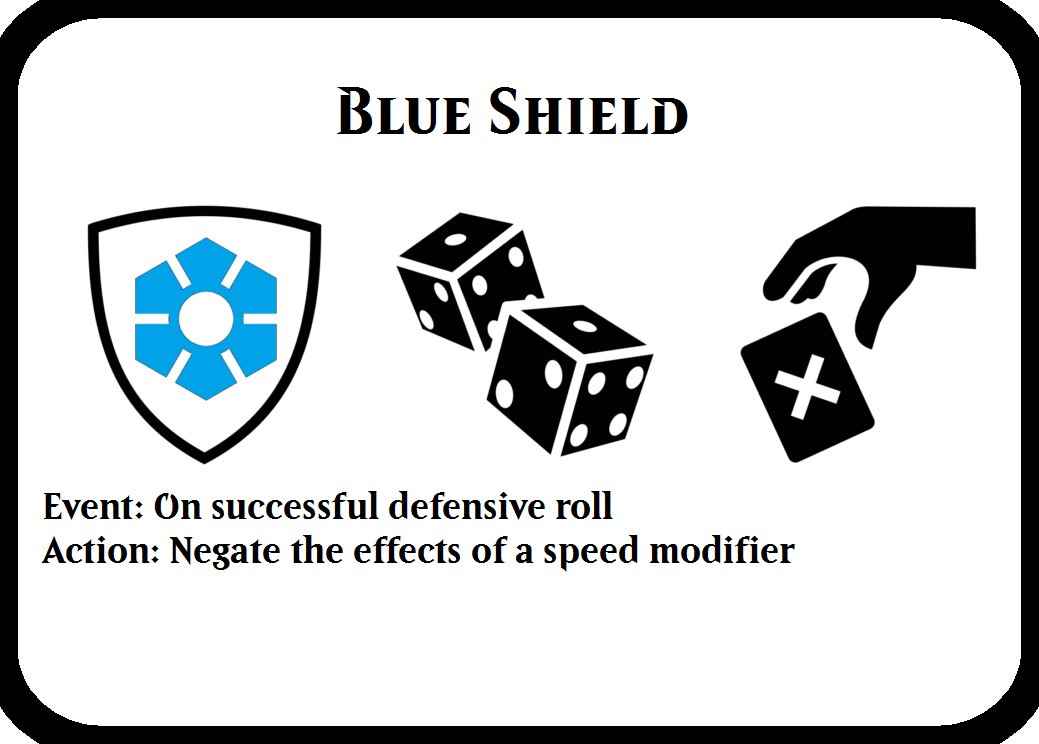 Blue Shield
Event: On successful defensive roll
Action: Negate the effects of a speed modifier